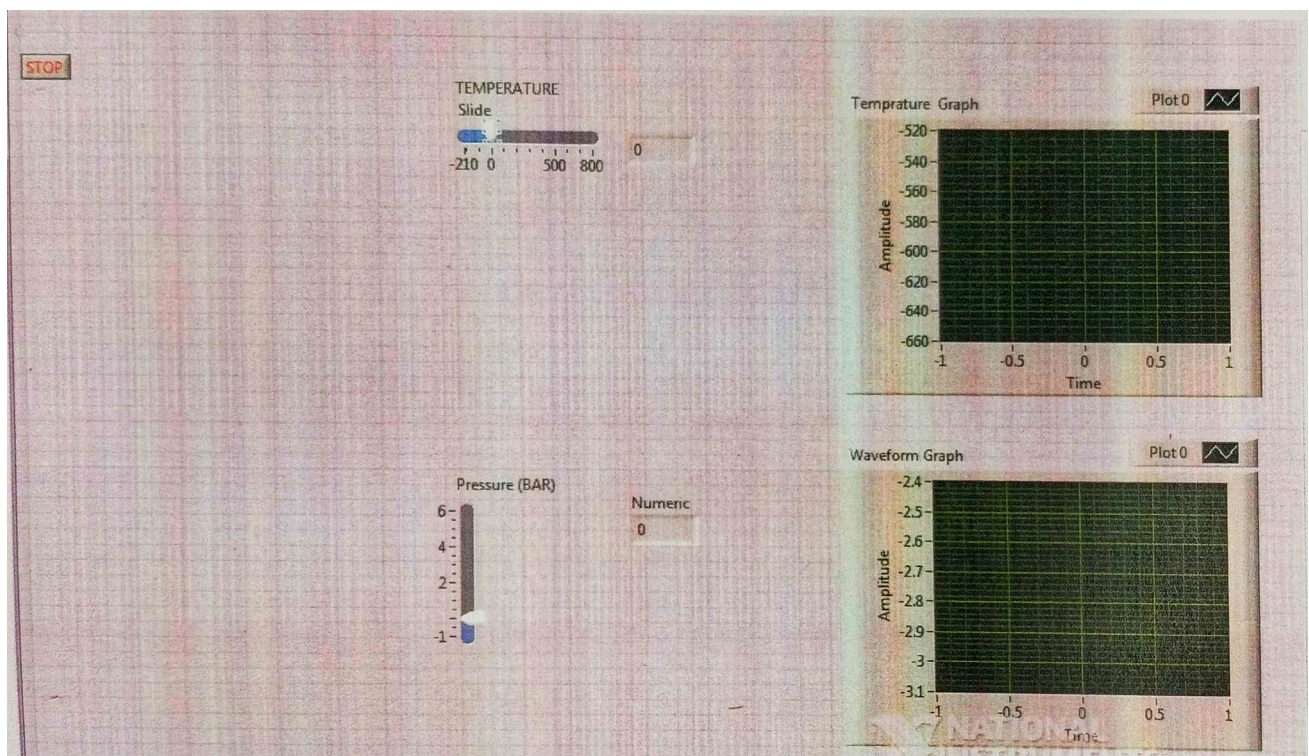 STOP
TEMPERATURE
Slide
-210 0 500 800
0
Temprature Graph
Plot 0
-520
-540
-560
-580
-600
-620
-640
-660
Amplitude
-1 -0.5 0 0.5 1
Time
Pressure (BAR)
6
4
2
-1
Numeric
0
Waveform Graph
Plot 0
-2.4
-2.5
-2.6
-2.7
-2.8
-2.9
-3
-3.1
Amplitude
-1 -0.5 0 0.5 1
Time
NATIONAL